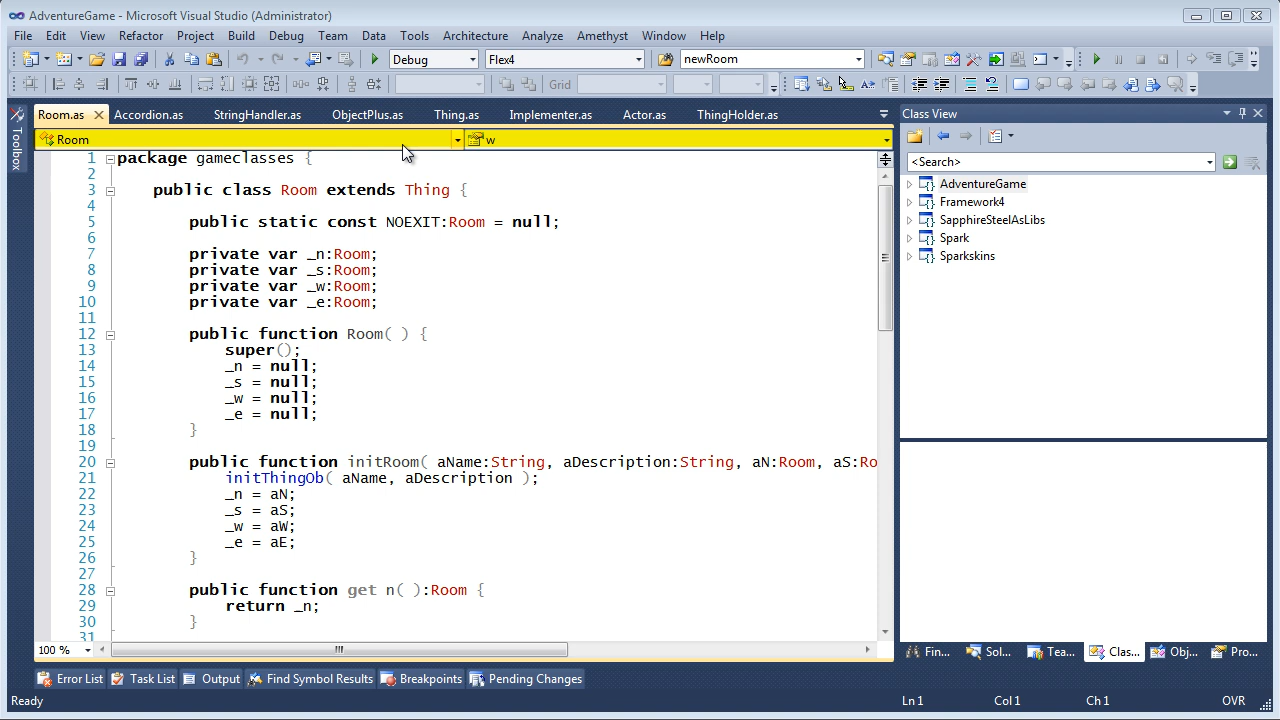 AdventureGame - Microsoft Visual Studio (Administrator)
File Edit View Refactor Project Build Debug Team Data Tools Architecture Analyze Amethyst Window Help
Debug Flex4 newRoom
Grid
Room.as Accordion.as StringHandler.as ObjectPlus.as Thing.as Implementer.as Actor.as ThingHolder.as
Class View
Toolbox
Room w
<Search>
1 package gameclasses {
2
3 public class Room extends Thing {
4
5 public static const NOEXIT:Room = null;
6
7 private var _n:Room;
8 private var _s:Room;
9 private var _w:Room;
10 private var _e:Room;
11
12 public function Room( ) {
13 super();
14 _n = null;
15 _s = null;
16 _w = null;
17 _e = null;
18 }
19
20 public function initRoom( aName:String, aDescription:String, aN:Room, aS:Ro
21 initThingOb( aName, aDescription );
22 _n = aN;
23 _s = aS;
24 _w = aW;
25 _e = aE;
26 }
27
28 public function get n( ):Room {
29 return _n;
30 }
31
AdventureGame
Framework4
SapphireSteelAsLibs
Spark
Sparkskins
100 %
Fin... Sol... Tea... Clas... Obj... Pro...
Error List Task List Output Find Symbol Results Breakpoints Pending Changes
Ready Ln 1 Col 1 Ch 1 OVR